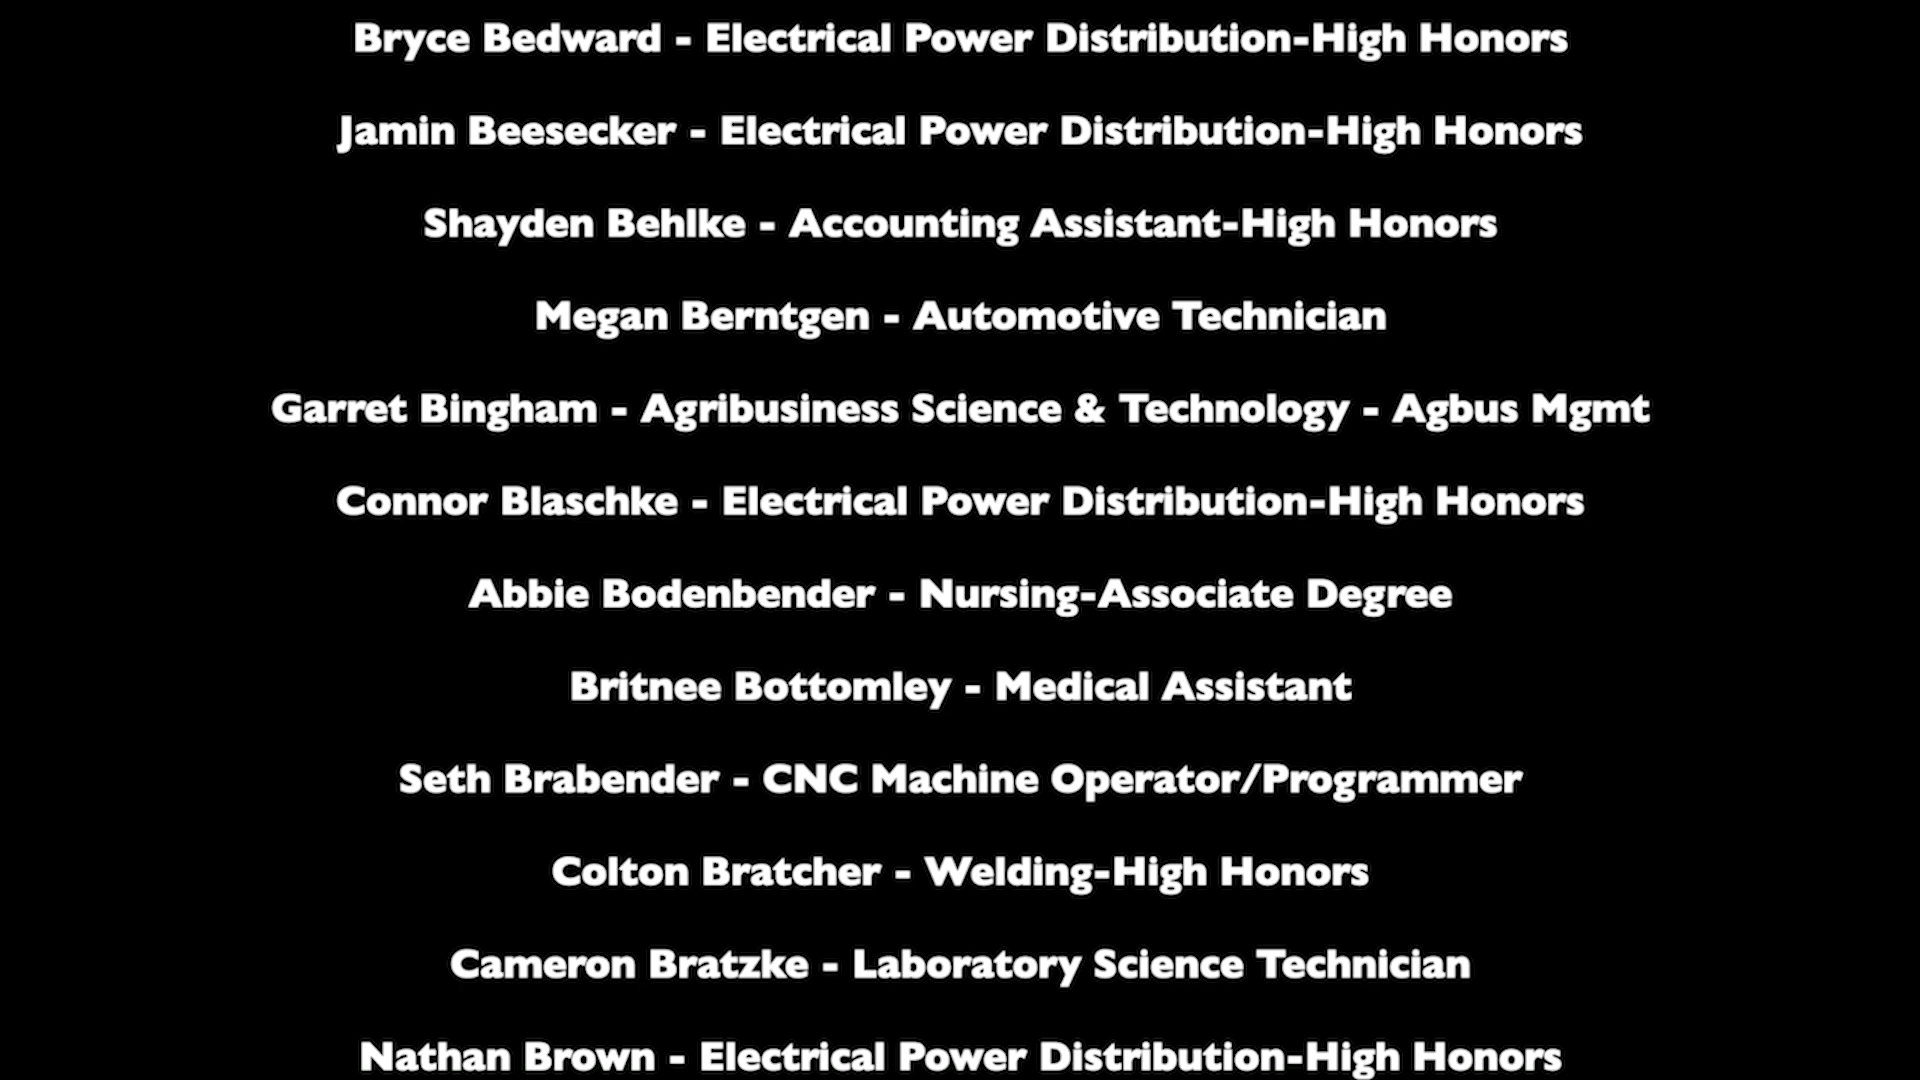 Bryce Bedward - Electrical Power Distribution-High Honors
Jamin Beesecker - Electrical Power Distribution-High Honors
Shayden Behlke - Accounting Assistant-High Honors
Megan Berntgen - Automotive Technician
Garret Bingham - Agribusiness Science & Technology - Agbus Mgmt
Connor Blaschke - Electrical Power Distribution-High Honors
Abbie Bodenbender - Nursing-Associate Degree
Britnee Bottomley - Medical Assistant
Seth Brabender - CNC Machine Operator/Programmer
Colton Bratcher - Welding-High Honors
Cameron Bratzke - Laboratory Science Technician
Nathan Brown - Electrical Power Distribution-High Honors